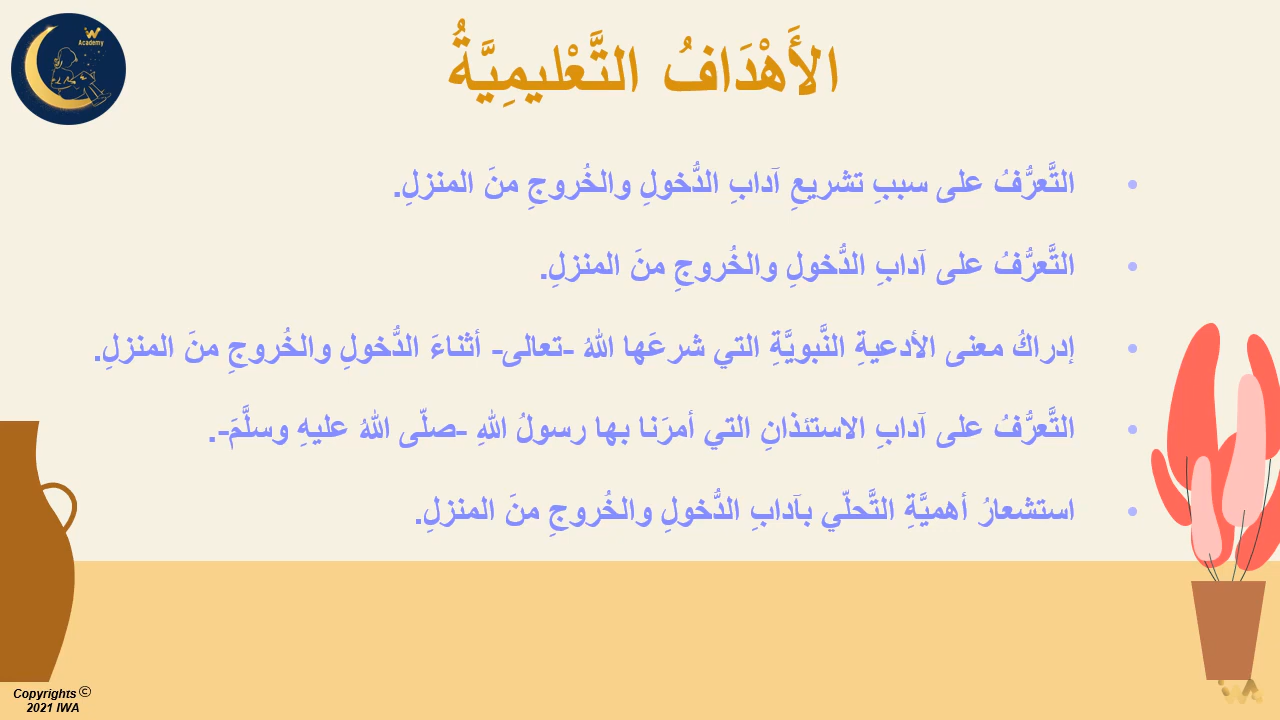 W
Academy
الأَهْدَافُ التَّعْليمِيَّةُ
• التَّعرُّفُ على سببِ تشريعِ آدابِ الدُّخولِ والخُروجِ منَ المنزلِ.
• التَّعرُّفُ على آدابِ الدُّخولِ والخُروجِ منَ المنزلِ.
• إدراكُ معنى الأدعيةِ النَّبويَّةِ التي شرعَها اللهُ -تعالى- أثناءَ الدُّخولِ والخُروجِ منَ المنزلِ.
• التَّعرُّفُ على آدابِ الاستئذانِ التي أمرَنا بها رسولُ اللهِ -صلّى اللهُ عليهِ وسلَّمَ-.
• استشعارُ أهميَّةِ التَّحلّي بآدابِ الدُّخولِ والخُروجِ منَ المنزلِ.
Copyrights ©
2021 IWA